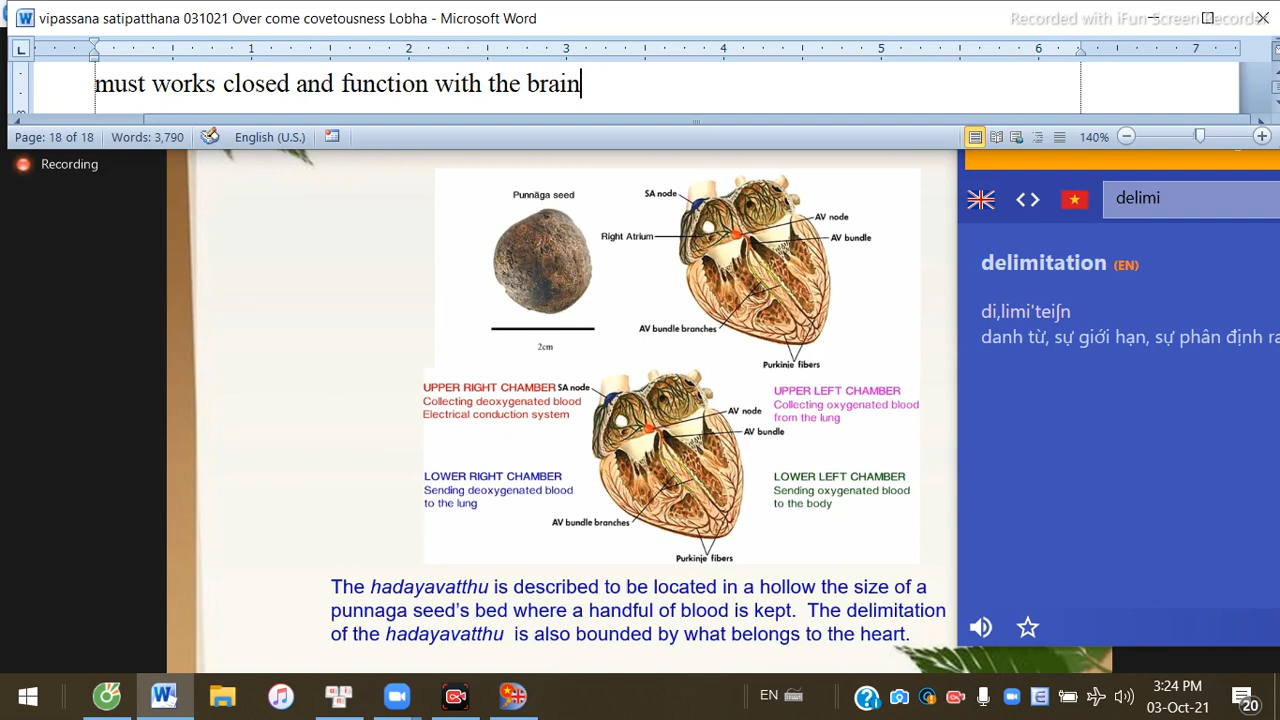 vipassana satipatthana 031021 Over come covetousness Lobha - Microsoft Word
Recorded with iFun Screen Recorder
1 2 3 4 5 6 7
must works closed and function with the brain
Page: 18 of 18 Words: 3,790 English (U.S.) 140%
Recording
Punnāga seed
2cm
SA node
Right Atrium
AV node
AV bundle
AV bundle branches
Purkinje fibers
UPPER RIGHT CHAMBER
Collecting deoxygenated blood
Electrical conduction system
SA node
UPPER LEFT CHAMBER
Collecting oxygenated blood
from the lung
AV node
AV bundle
LOWER RIGHT CHAMBER
Sending deoxygenated blood
to the lung
LOWER LEFT CHAMBER
Sending oxygenated blood
to the body
AV bundle branches
Purkinje fibers
The hadayavatthu is described to be located in a hollow the size of a
punnaga seed's bed where a handful of blood is kept. The delimitation
of the hadayavatthu is also bounded by what belongs to the heart.
delimi
delimitation (EN)
di,limi'teiʃn
danh từ, sự giới hạn, sự phân định ra
EN
3:24 PM
03-Oct-21
20